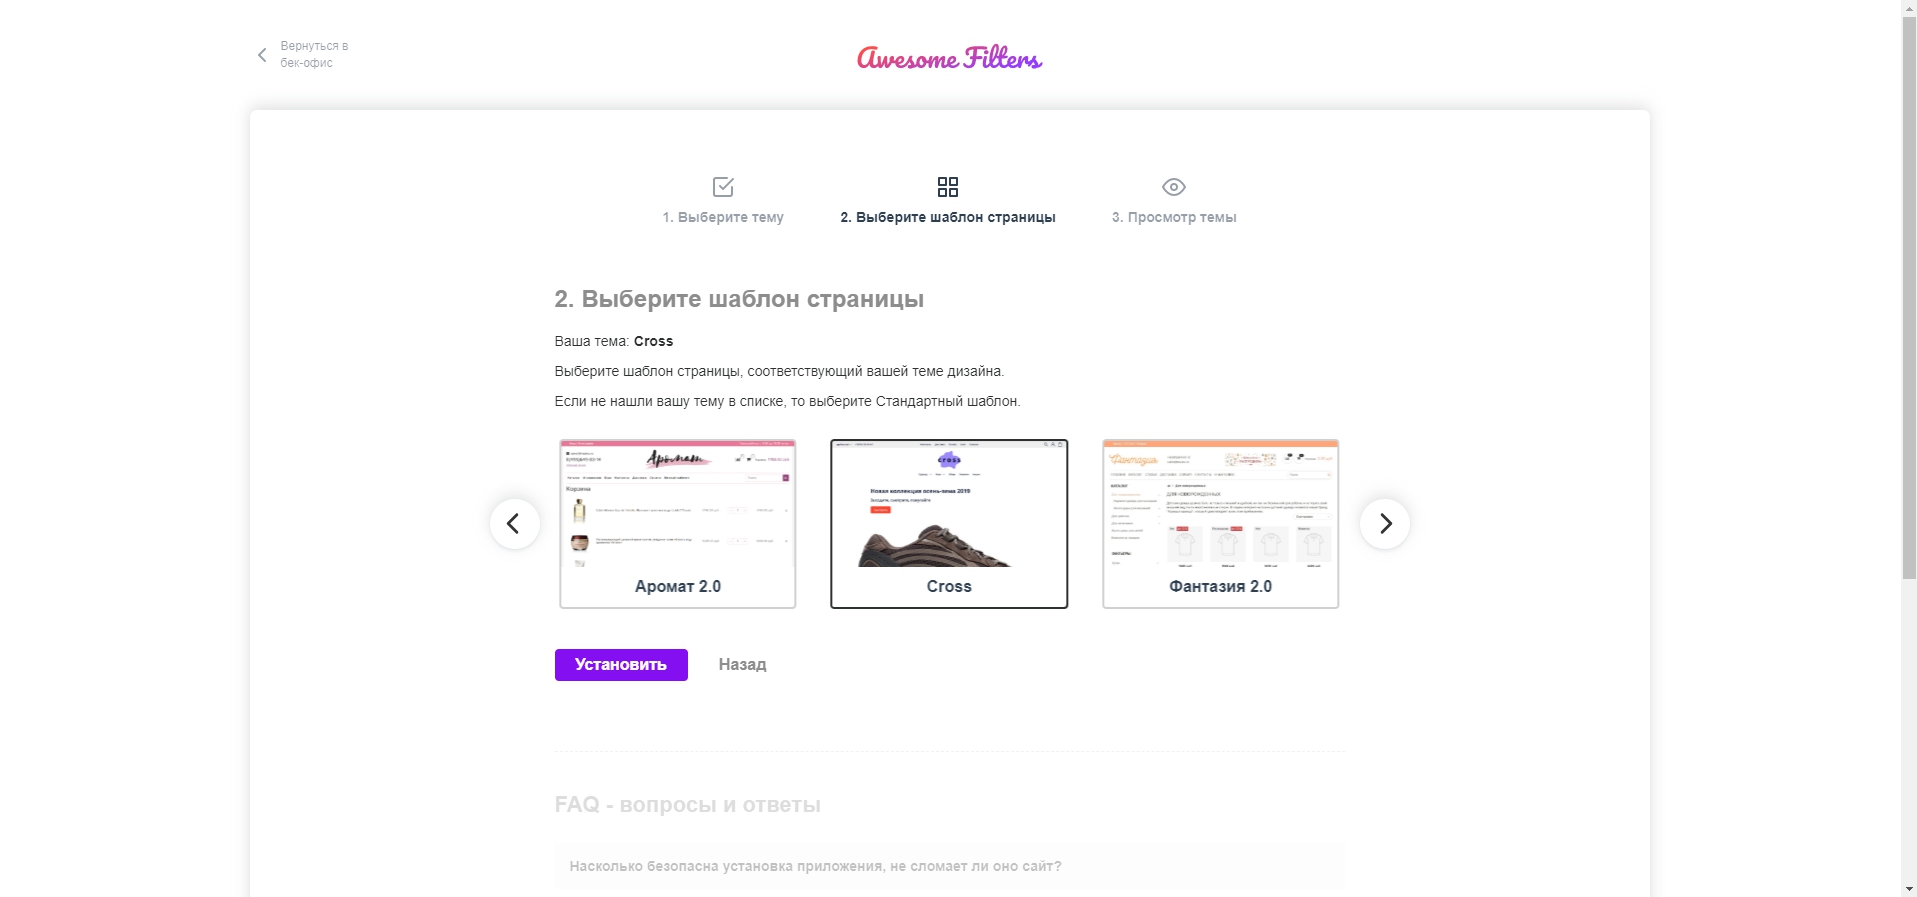 Вернуться в
бек-офис
Awesome Filters
1. Выберите тему
2. Выберите шаблон страницы
3. Просмотр темы
2. Выберите шаблон страницы
Ваша тема: Cross
Выберите шаблон страницы, соответствующий вашей теме дизайна.
Если не нашли вашу тему в списке, то выберите Стандартный шаблон.
Аромат
Корзина
Аромат 2.0
cross
Новая коллекция осень-зима 2019
Cross
Фантазия
КАТАЛОГ
ДЛЯ НОВОРОЖДЕННЫХ
Фантазия 2.0
Установить
Назад
FAQ - вопросы и ответы
Насколько безопасна установка приложения, не сломает ли оно сайт?